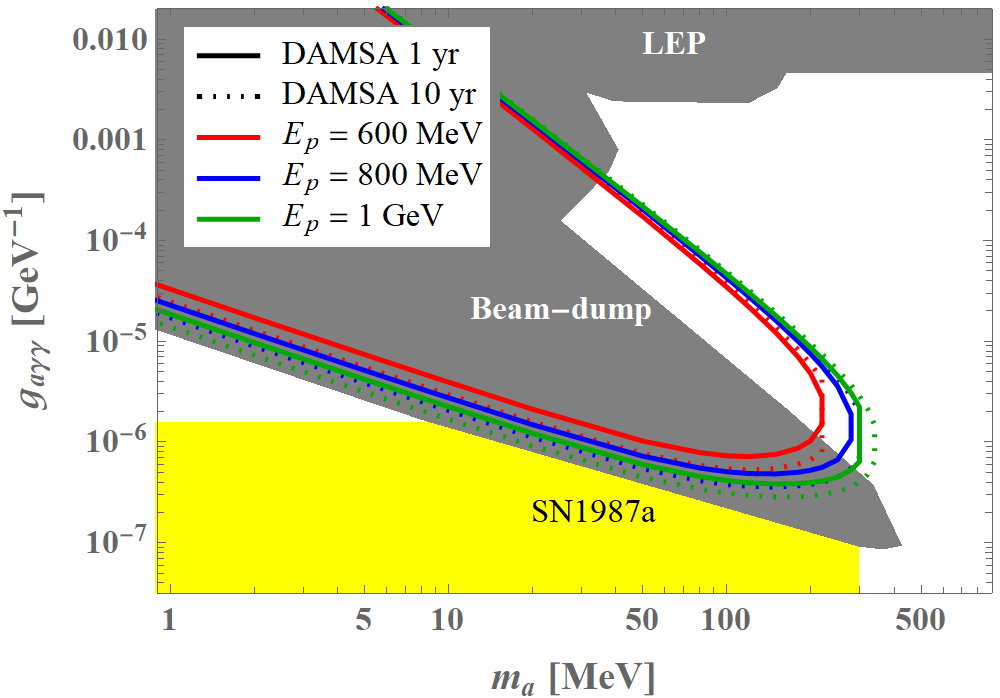 0.010
0.001
10⁻⁴
10⁻⁵
10⁻⁶
10⁻⁷
g_{aγγ} [GeV⁻¹]
DAMSA 1 yr
DAMSA 10 yr
E_p = 600 MeV
E_p = 800 MeV
E_p = 1 GeV
LEP
Beam−dump
SN1987a
1 5 10 50 100 500
m_a [MeV]